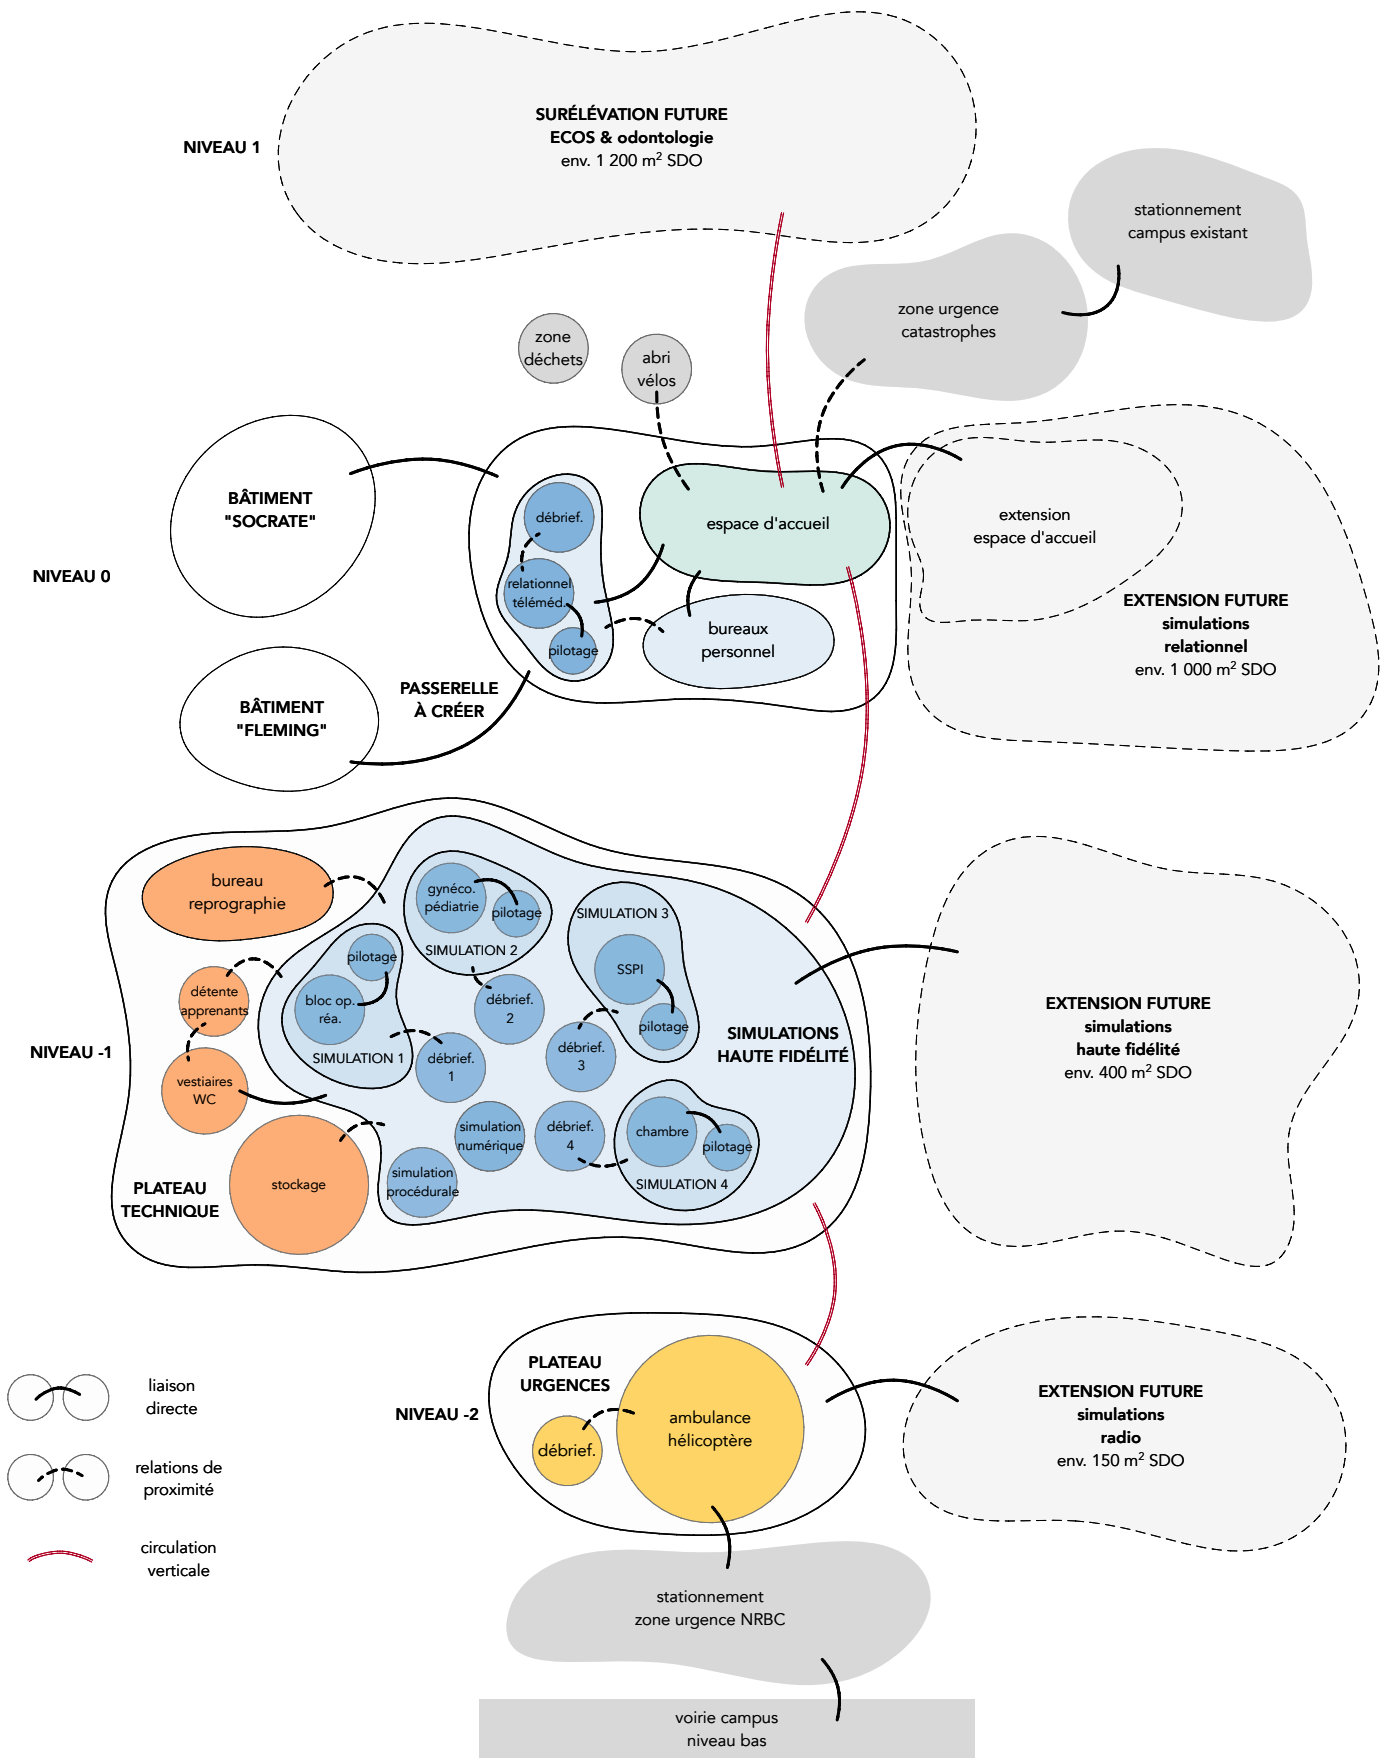 SURÉLÉVATION FUTURE
ECOS & odontologie
env. 1 200 m² SDO
NIVEAU 1
stationnement
campus existant
zone urgence
catastrophes
zone
déchets
abri
vélos
BÂTIMENT
"SOCRATE"
débrief.
espace d'accueil
extension
espace d'accueil
NIVEAU 0
relationnel
téléméd.
pilotage
bureaux
personnel
EXTENSION FUTURE
simulations
relationnel
env. 1 000 m² SDO
BÂTIMENT
"FLEMING"
PASSERELLE
À CRÉER
bureau
reprographie
gynéco.
pédiatrie
pilotage
SIMULATION 2
SIMULATION 3
SSPI
pilotage
pilotage
bloc op.
réa.
SIMULATION 1
détente
apprenants
débrief.
2
débrief.
1
débrief.
3
SIMULATIONS
HAUTE FIDÉLITÉ
EXTENSION FUTURE
simulations
haute fidélité
env. 400 m² SDO
NIVEAU -1
vestiaires
WC
simulation
numérique
débrief.
4
chambre
pilotage
SIMULATION 4
simulation
procédurale
stockage
PLATEAU
TECHNIQUE
PLATEAU
URGENCES
NIVEAU -2
débrief.
ambulance
hélicoptère
EXTENSION FUTURE
simulations
radio
env. 150 m² SDO
liaison
directe
relations de
proximité
circulation
verticale
stationnement
zone urgence NRBC
voirie campus
niveau bas